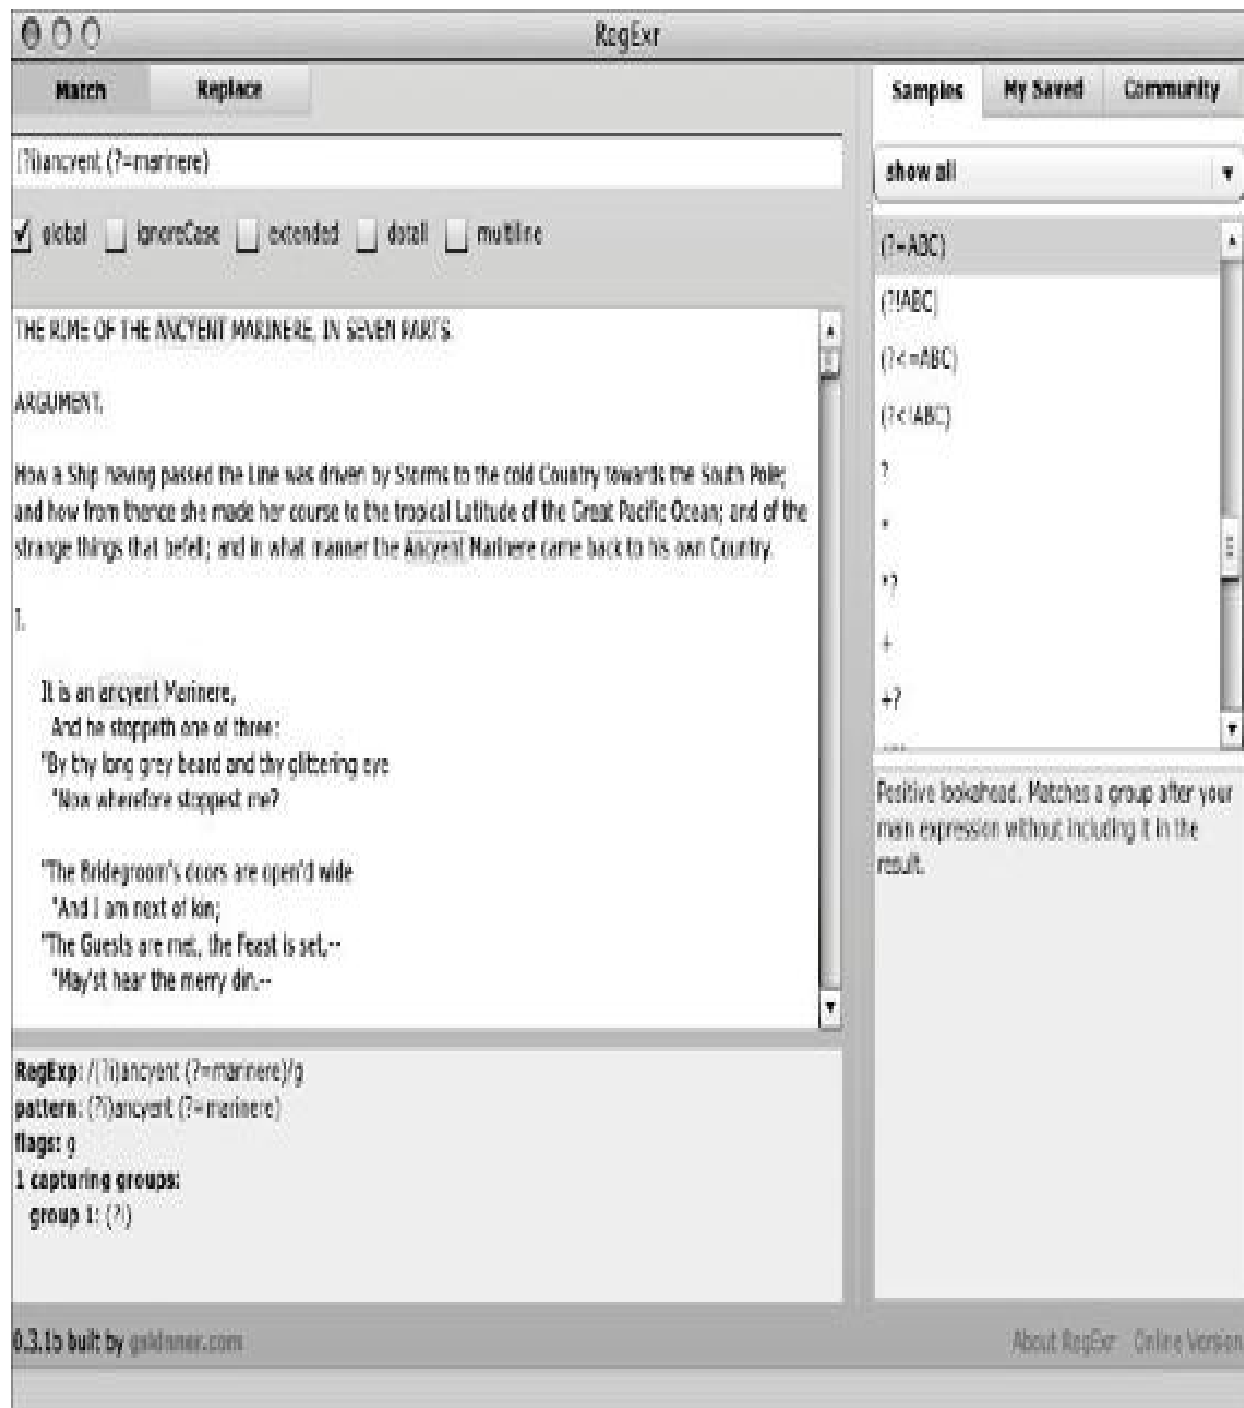 RegExr
Match Replace
(?i)ancyent (?=marinere)
global ignoreCase extended dotall multiline
THE RIME OF THE ANCYENT MARINERE, IN SEVEN PARTS.
ARGUMENT.
How a Ship having passed the Line was driven by Storms to the cold Country towards the South Pole;
and how from thence she made her course to the tropical Latitude of the Great Pacific Ocean; and of the
strange things that befell; and in what manner the Ancyent Marinere came back to his own Country.
I.
It is an ancyent Marinere,
And he stoppeth one of three:
"By thy long grey beard and thy glittering eye
"Now wherefore stoppest me?
"The Bridegroom's doors are open'd wide
"And I am next of kin;
"The Guests are met, the Feast is set,--
"May'st hear the merry din.--
RegExp: /(?i)ancyent (?=marinere)/g
pattern: (?i)ancyent (?=marinere)
flags: g
1 capturing groups:
group 1: (?i)
0.3.1b built by gskinner.com
Samples My Saved Community
show all
(?=ABC)
(?!ABC)
(?<=ABC)
(?<!ABC)
?
*
*?
+
+?
Positive lookahead. Matches a group after your
main expression without including it in the
result.
About RegExr Online Version